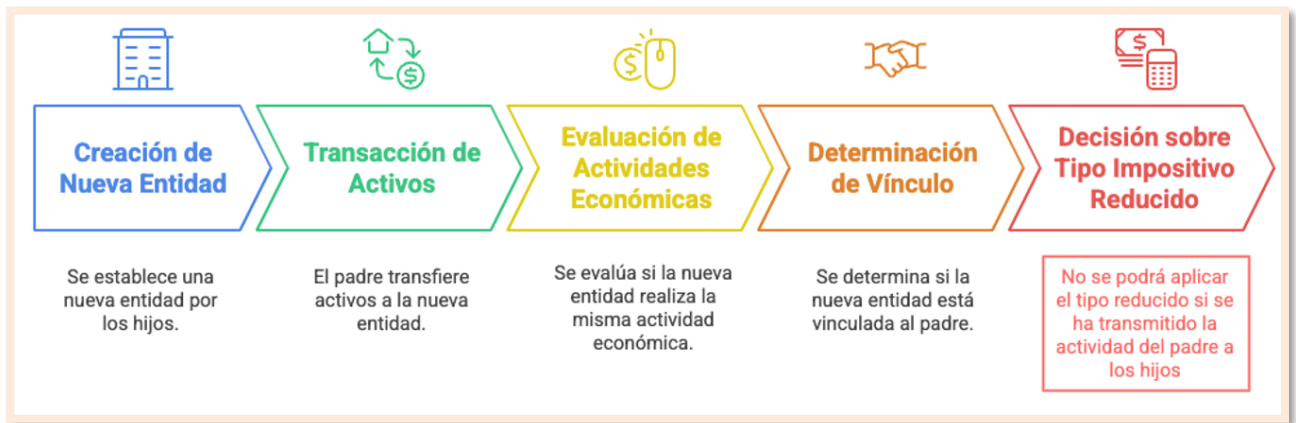 Creación de
Nueva Entidad
Transacción de
Activos
Evaluación de
Actividades
Económicas
Determinación
de Vínculo
Decisión sobre
Tipo Impositivo
Reducido
Se establece una
nueva entidad por
los hijos.
El padre transfiere
activos a la nueva
entidad.
Se evalúa si la nueva
entidad realiza la
misma actividad
económica.
Se determina si la
nueva entidad está
vinculada al padre.
No se podrá aplicar
el tipo reducido si se
ha transmitido la
actividad del padre a
los hijos